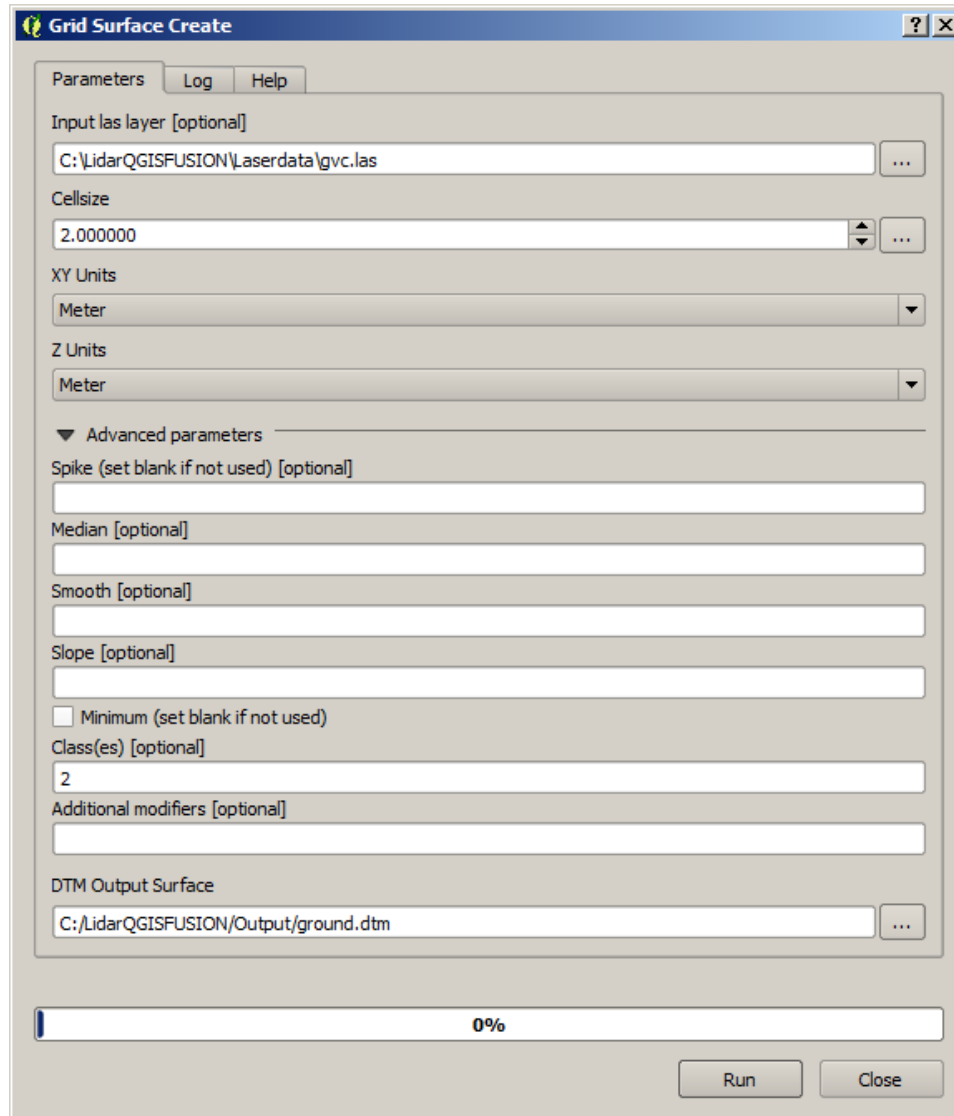 Grid Surface Create
Parameters Log Help
Input las layer [optional]
C:\LidarQGISFUSION\Laserdata\gvc.las ...
Cellsize
2.000000 ...
XY Units
Meter
Z Units
Meter
Advanced parameters
Spike (set blank if not used) [optional]
Median [optional]
Smooth [optional]
Slope [optional]
Minimum (set blank if not used)
Class(es) [optional]
2
Additional modifiers [optional]
DTM Output Surface
C:/LidarQGISFUSION/Output/ground.dtm ...
0%
Run Close